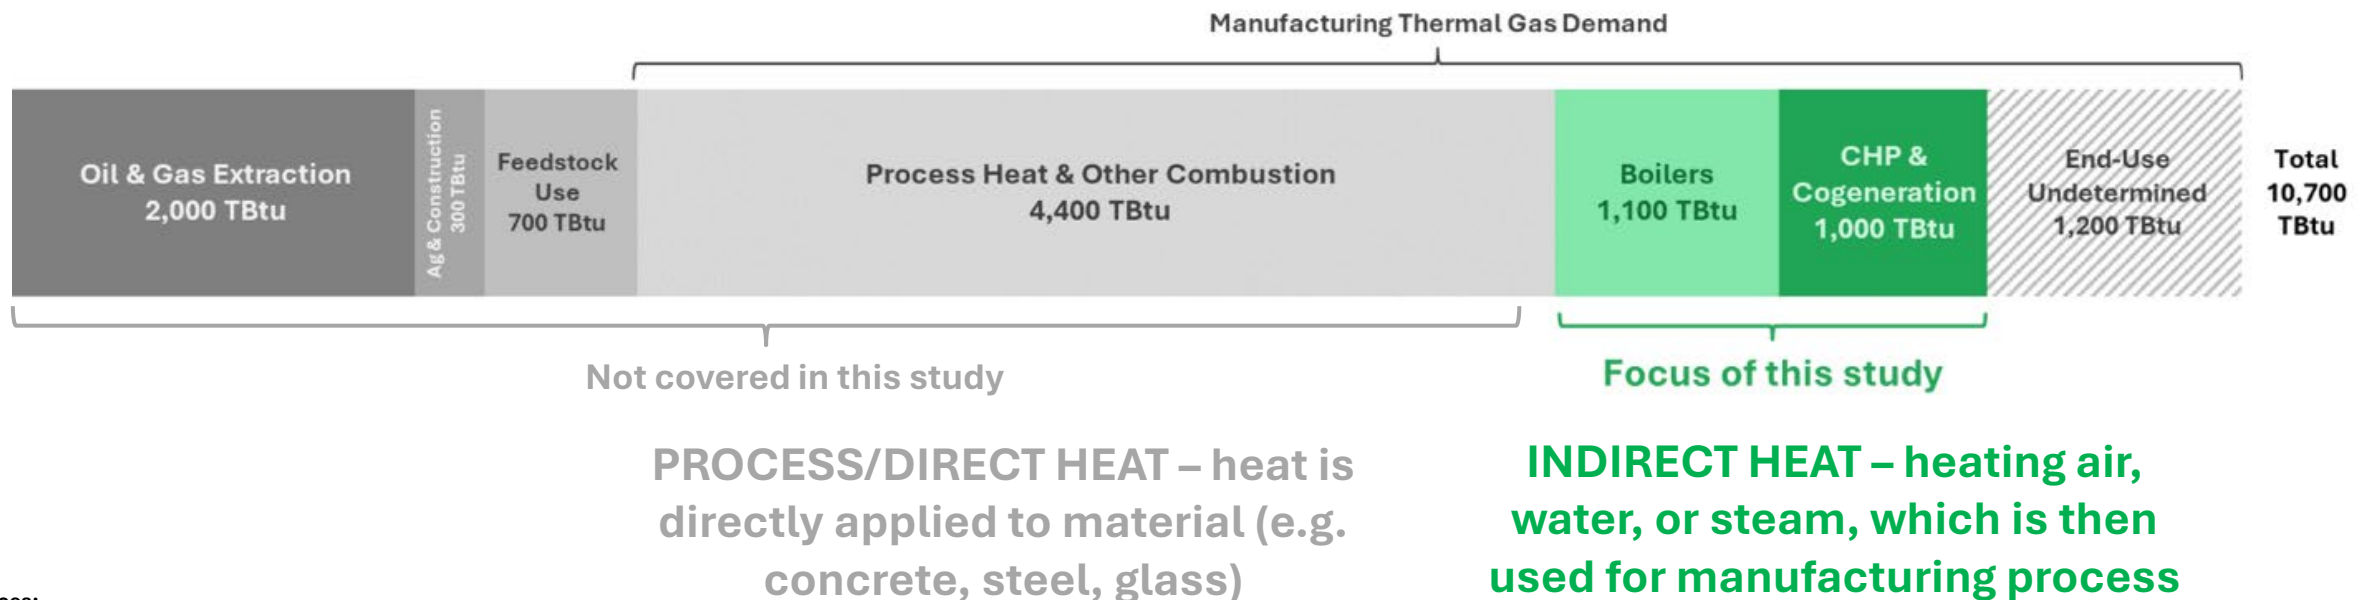 Manufacturing Thermal Gas Demand
Oil & Gas Extraction
2,000 TBtu
Ag & Construction
300 TBtu
Feedstock
Use
700 TBtu
Process Heat & Other Combustion
4,400 TBtu
Boilers
1,100 TBtu
CHP &
Cogeneration
1,000 TBtu
End-Use
Undetermined
1,200 TBtu
Total
10,700
TBtu
Not covered in this study
Focus of this study
PROCESS/DIRECT HEAT – heat is
directly applied to material (e.g.
concrete, steel, glass)
INDIRECT HEAT – heating air,
water, or steam, which is then
used for manufacturing process